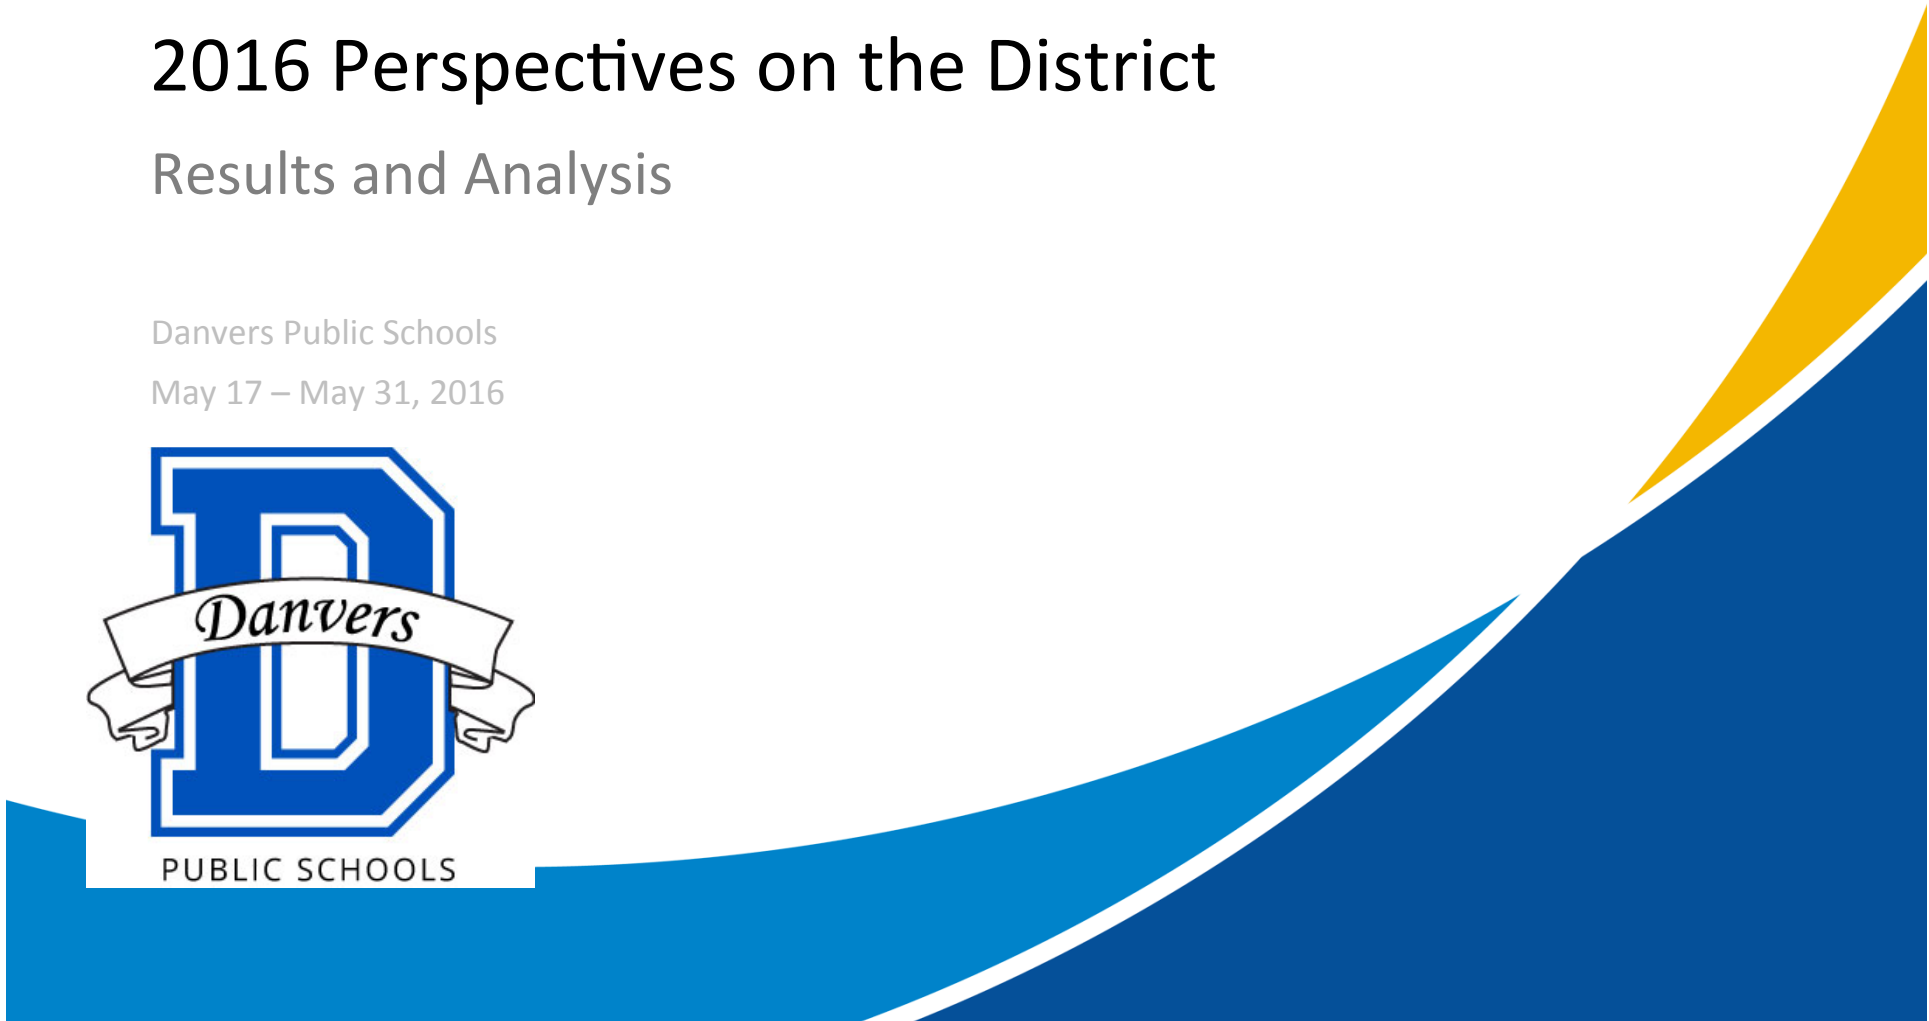 2016 Perspectives on the District
Results and Analysis
Danvers Public Schools
May 17 – May 31, 2016
Danvers
PUBLIC SCHOOLS